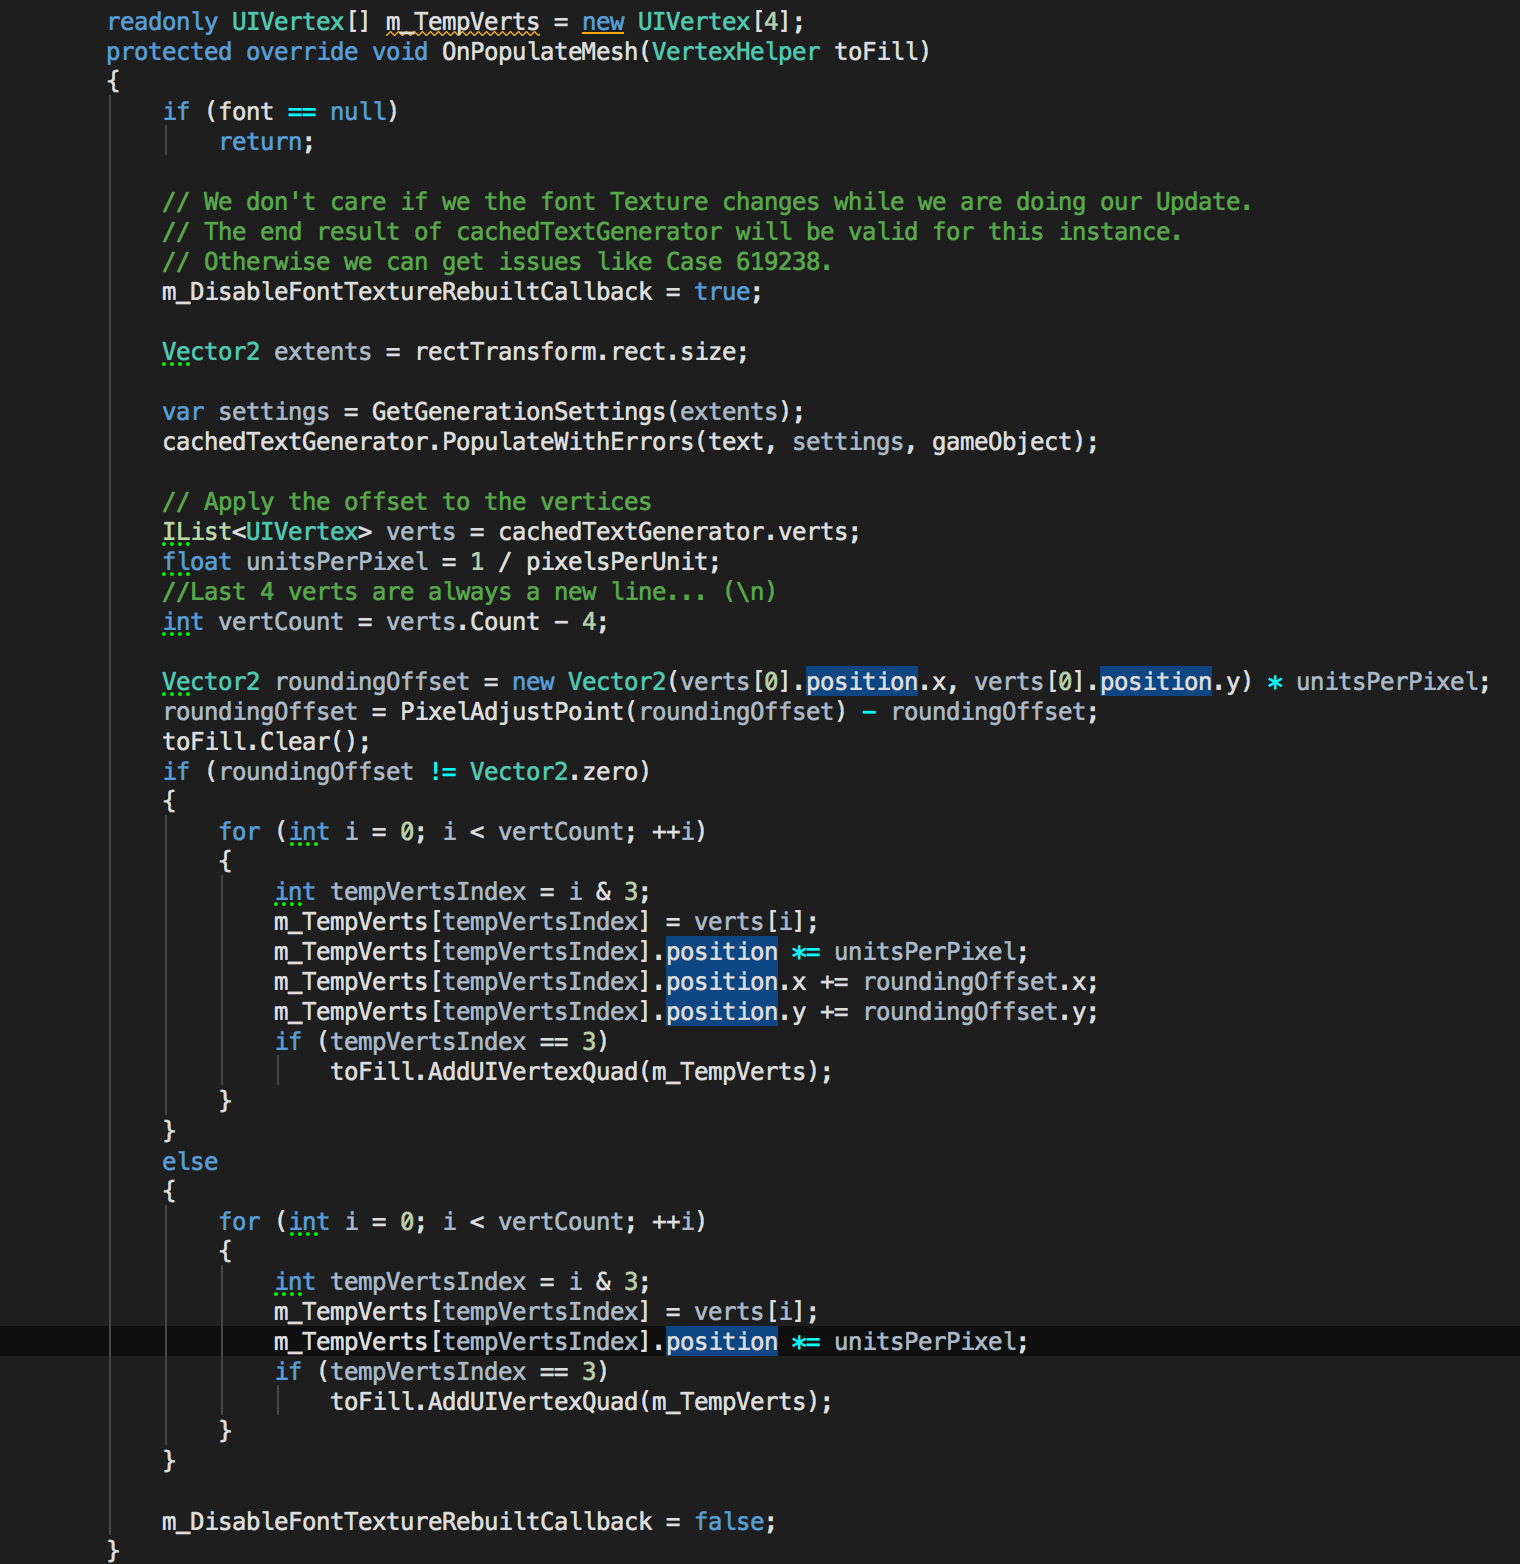 readonly UIVertex[] m_TempVerts = new UIVertex[4];
protected override void OnPopulateMesh(VertexHelper toFill)
{
if (font == null)
return;
// We don't care if we the font Texture changes while we are doing our Update.
// The end result of cachedTextGenerator will be valid for this instance.
// Otherwise we can get issues like Case 619238.
m_DisableFontTextureRebuiltCallback = true;
Vector2 extents = rectTransform.rect.size;
var settings = GetGenerationSettings(extents);
cachedTextGenerator.PopulateWithErrors(text, settings, gameObject);
// Apply the offset to the vertices
IList<UIVertex> verts = cachedTextGenerator.verts;
float unitsPerPixel = 1 / pixelsPerUnit;
//Last 4 verts are always a new line... (\n)
int vertCount = verts.Count - 4;
Vector2 roundingOffset = new Vector2(verts[0].position.x, verts[0].position.y) * unitsPerPixel;
roundingOffset = PixelAdjustPoint(roundingOffset) - roundingOffset;
toFill.Clear();
if (roundingOffset != Vector2.zero)
{
for (int i = 0; i < vertCount; ++i)
{
int tempVertsIndex = i & 3;
m_TempVerts[tempVertsIndex] = verts[i];
m_TempVerts[tempVertsIndex].position *= unitsPerPixel;
m_TempVerts[tempVertsIndex].position.x += roundingOffset.x;
m_TempVerts[tempVertsIndex].position.y += roundingOffset.y;
if (tempVertsIndex == 3)
toFill.AddUIVertexQuad(m_TempVerts);
}
}
else
{
for (int i = 0; i < vertCount; ++i)
{
int tempVertsIndex = i & 3;
m_TempVerts[tempVertsIndex] = verts[i];
m_TempVerts[tempVertsIndex].position *= unitsPerPixel;
if (tempVertsIndex == 3)
toFill.AddUIVertexQuad(m_TempVerts);
}
}
m_DisableFontTextureRebuiltCallback = false;
}